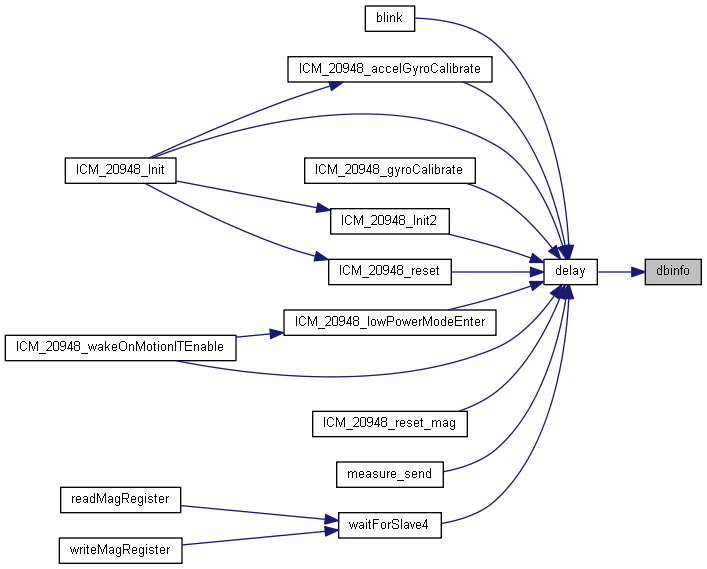 blink
ICM_20948_accelGyroCalibrate
ICM_20948_Init
ICM_20948_gyroCalibrate
ICM_20948_Init2
ICM_20948_reset
delay
dbinfo
ICM_20948_lowPowerModeEnter
ICM_20948_wakeOnMotionITEnable
ICM_20948_reset_mag
measure_send
readMagRegister
waitForSlave4
writeMagRegister